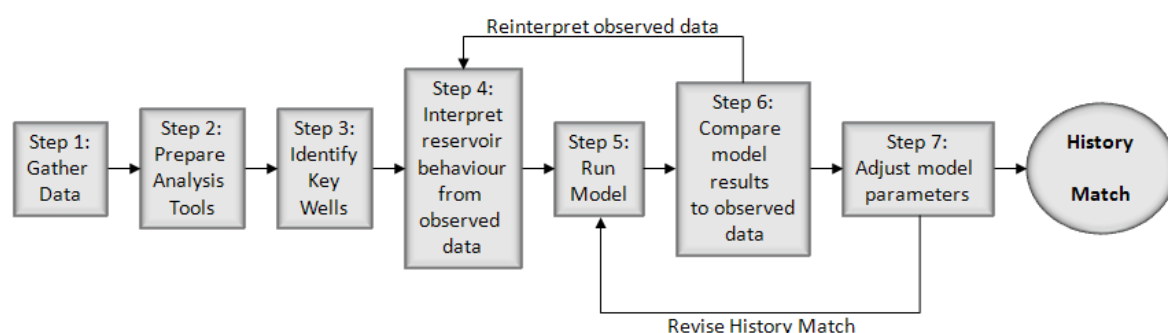 Reinterpret observed data
Step 1:
Gather
Data
Step 2:
Prepare
Analysis
Tools
Step 3:
Identify
Key
Wells
Step 4:
Interpret
reservoir
behaviour
from
observed
data
Step 5:
Run
Model
Step 6:
Compare
model
results
to observed
data
Step 7:
Adjust model
parameters
History
Match
Revise History Match